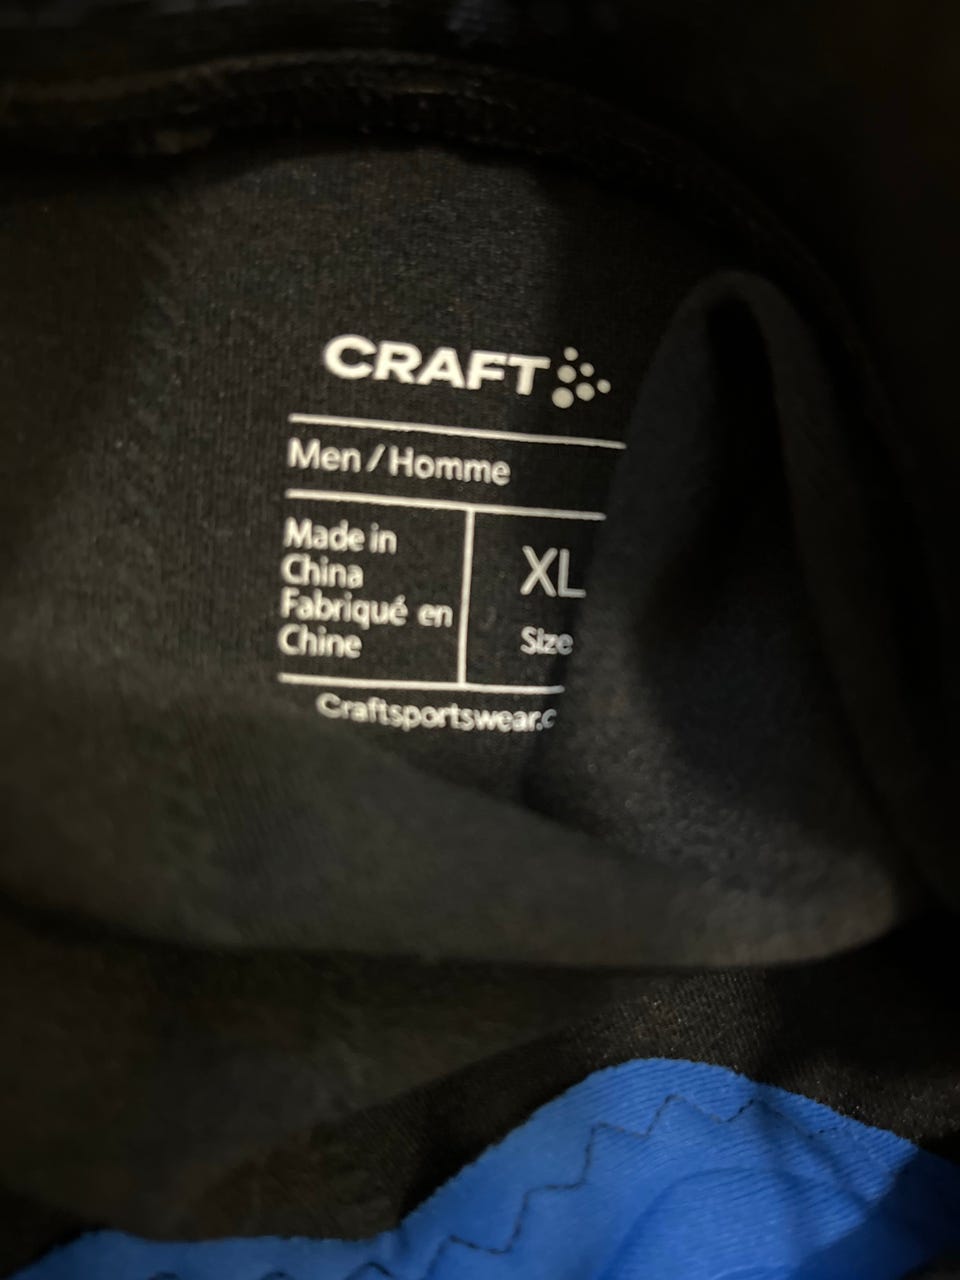 CRAFT
Men / Homme
Made in
China
Fabriqué en
Chine
XL
Size
Craftsportswear.c